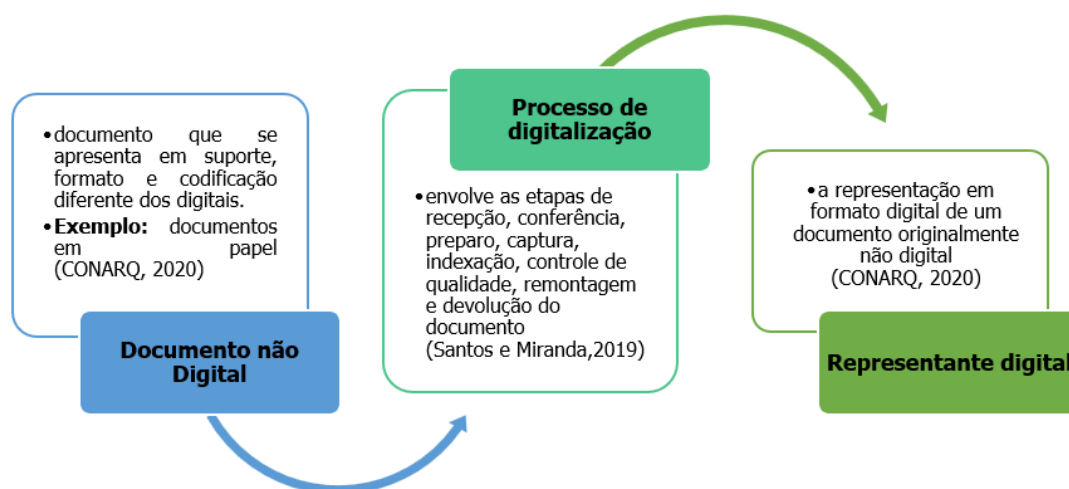 •documento que se
apresenta em suporte,
formato e codificação
diferente dos digitais.
•Exemplo: documentos
em papel
(CONARQ, 2020)
Documento não
Digital
Processo de
digitalização
•envolve as etapas de
recepção, conferência,
preparo, captura,
indexação, controle de
qualidade, remontagem
e devolução do
documento
(Santos e Miranda,2019)
•a representação em
formato digital de um
documento originalmente
não digital
(CONARQ, 2020)
Representante digital